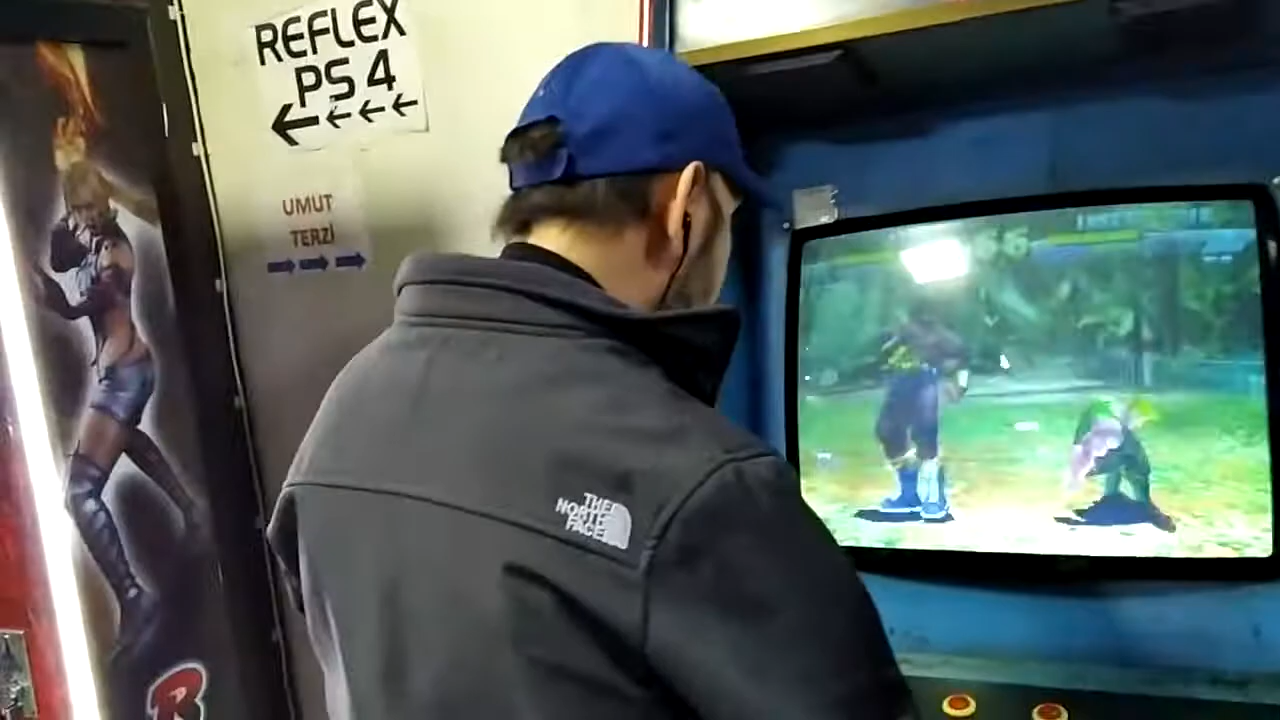 REFLEX
PS 4
UMUT
TERZİ
THE
NORTH
FACE
R